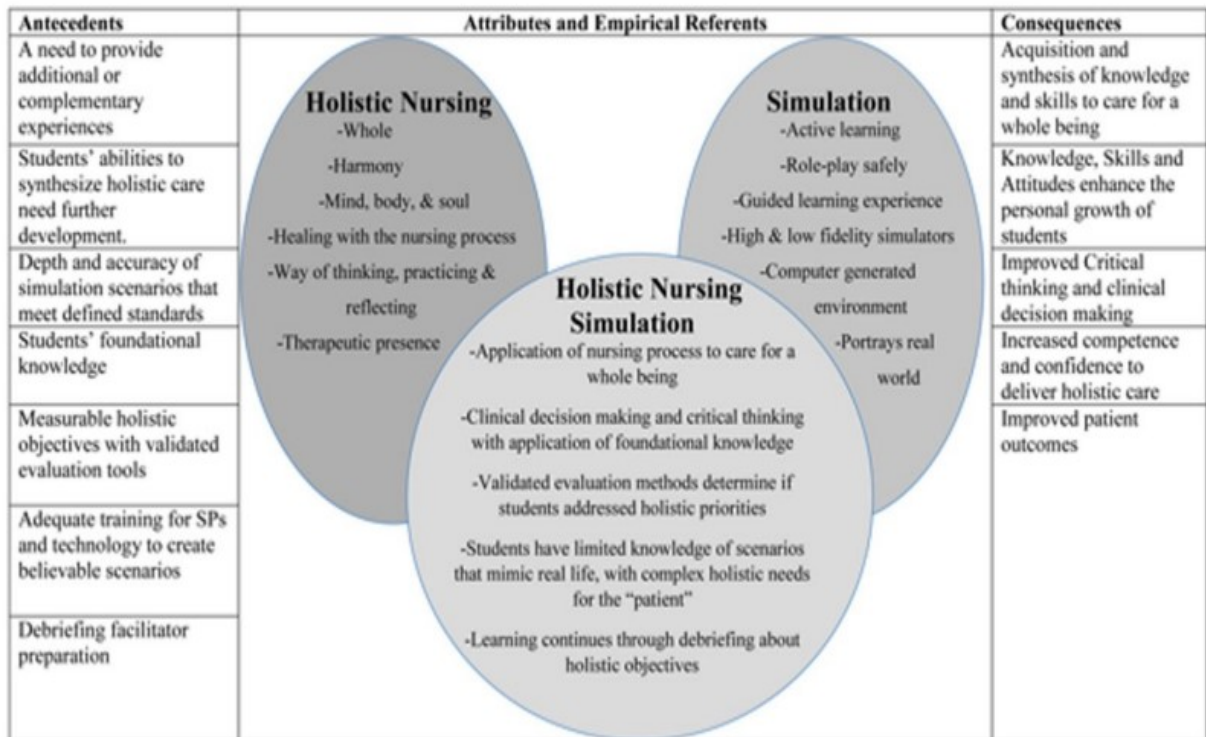 Antecedents
Attributes and Empirical Referents
Consequences
A need to provide
additional or
complementary
experiences
Students’ abilities to
synthesize holistic care
need further
development.
Depth and accuracy of
simulation scenarios that
meet defined standards
Students’ foundational
knowledge
Measurable holistic
objectives with validated
evaluation tools
Adequate training for SPs
and technology to create
believable scenarios
Debriefing facilitator
preparation
Holistic Nursing
-Whole
-Harmony
-Mind, body, & soul
-Healing with the nursing process
-Way of thinking, practicing &
reflecting
-Therapeutic presence
Simulation
-Active learning
-Role-play safely
-Guided learning experience
-High & low fidelity simulators
-Computer generated
environment
-Portrays real
world
Holistic Nursing
Simulation
-Application of nursing process to care for a
whole being
-Clinical decision making and critical thinking
with application of foundational knowledge
-Validated evaluation methods determine if
students addressed holistic priorities
-Students have limited knowledge of scenarios
that mimic real life, with complex holistic needs
for the “patient”
-Learning continues through debriefing about
holistic objectives
Acquisition and
synthesis of knowledge
and skills to care for a
whole being
Knowledge, Skills and
Attitudes enhance the
personal growth of
students
Improved Critical
thinking and clinical
decision making
Increased competence
and confidence to
deliver holistic care
Improved patient
outcomes